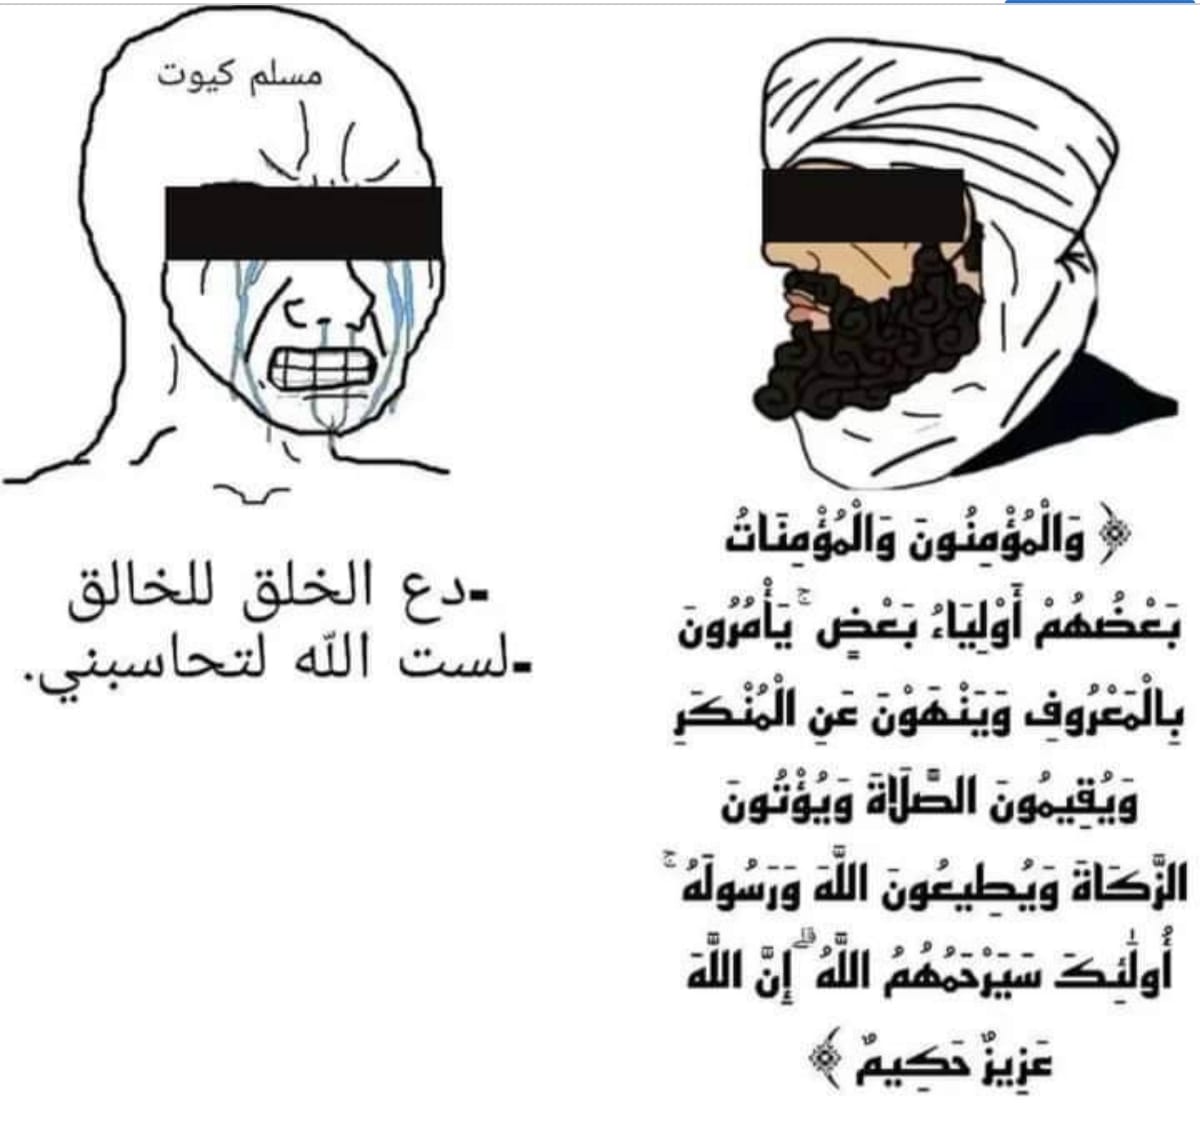 مسلم كيوت
-دع الخلق للخالق
-لست الله لتحاسبني.
﴿ وَالْمُؤْمِنُونَ وَالْمُؤْمِنَاتُ
بَعْضُهُمْ أَوْلِيَاءُ بَعْضٍ ۚ يَأْمُرُونَ
بِالْمَعْرُوفِ وَيَنْهَوْنَ عَنِ الْمُنْكَرِ
وَيُقِيمُونَ الصَّلَاةَ وَيُؤْتُونَ
الزَّكَاةَ وَيُطِيعُونَ اللَّهَ وَرَسُولَهُ ۚ
أُولَٰئِكَ سَيَرْحَمُهُمُ اللَّهُ ۗ إِنَّ اللَّهَ
عَزِيزٌ حَكِيمٌ ﴾